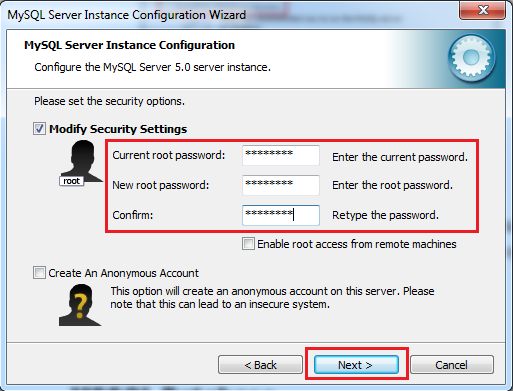 MySQL Server Instance Configuration Wizard
MySQL Server Instance Configuration
Configure the MySQL Server 5.0 server instance.
Please set the security options.
Modify Security Settings
root
Current root password: ******** Enter the current password.
New root password: ******** Enter the root password.
Confirm: ******** Retype the password.
Enable root access from remote machines
Create An Anonymous Account
This option will create an anonymous account on this server. Please
note that this can lead to an insecure system.
< Back Next > Cancel